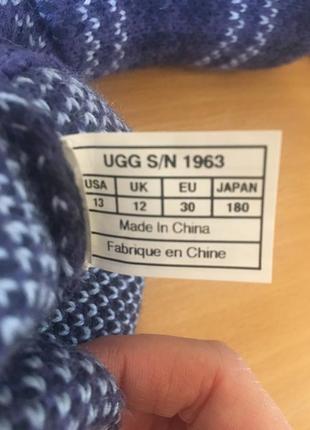 UGG S/N 1963
USA UK EU JAPAN
13 12 30 180
Made In China
Fabrique en Chine